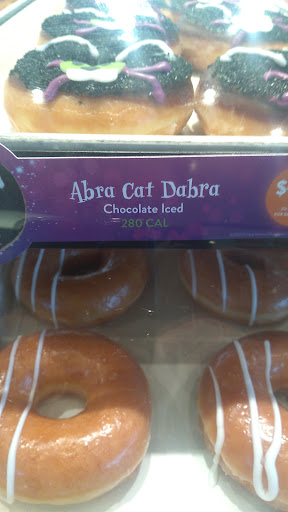 Abra Cat Dabra
Chocolate Iced
280 CAL
$